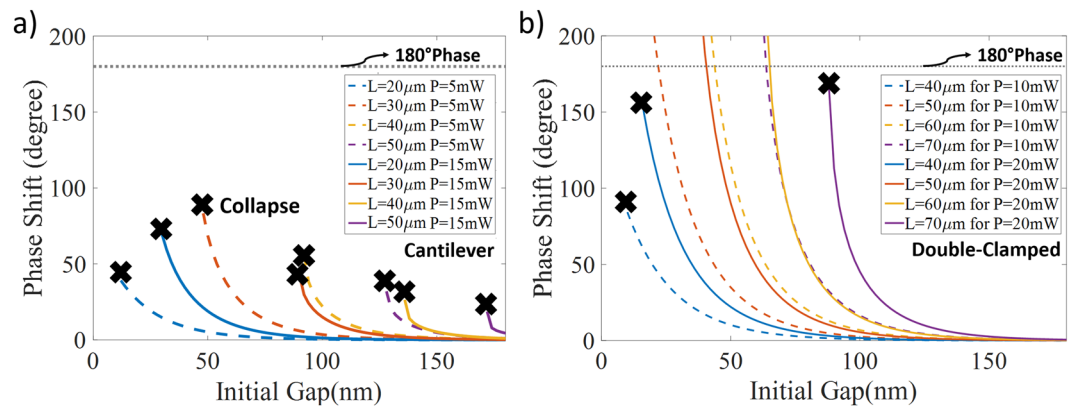 a)
200
150
100
50
0
0
50
100
150
Phase Shift (degree)
Initial Gap(nm)
180°Phase
L=20μm P=5mW
L=30μm P=5mW
L=40μm P=5mW
L=50μm P=5mW
L=20μm P=15mW
L=30μm P=15mW
L=40μm P=15mW
L=50μm P=15mW
Collapse
Cantilever
b)
200
150
100
50
0
0
50
100
150
Phase Shift (degree)
Initial Gap(nm)
180°Phase
L=40μm for P=10mW
L=50μm for P=10mW
L=60μm for P=10mW
L=70μm for P=10mW
L=40μm for P=20mW
L=50μm for P=20mW
L=60μm for P=20mW
L=70μm for P=20mW
Double-Clamped